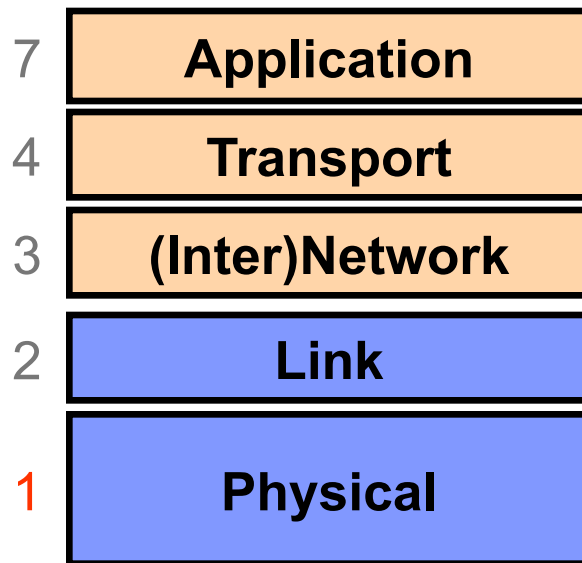 7 Application
4 Transport
3 (Inter)Network
2 Link
1 Physical